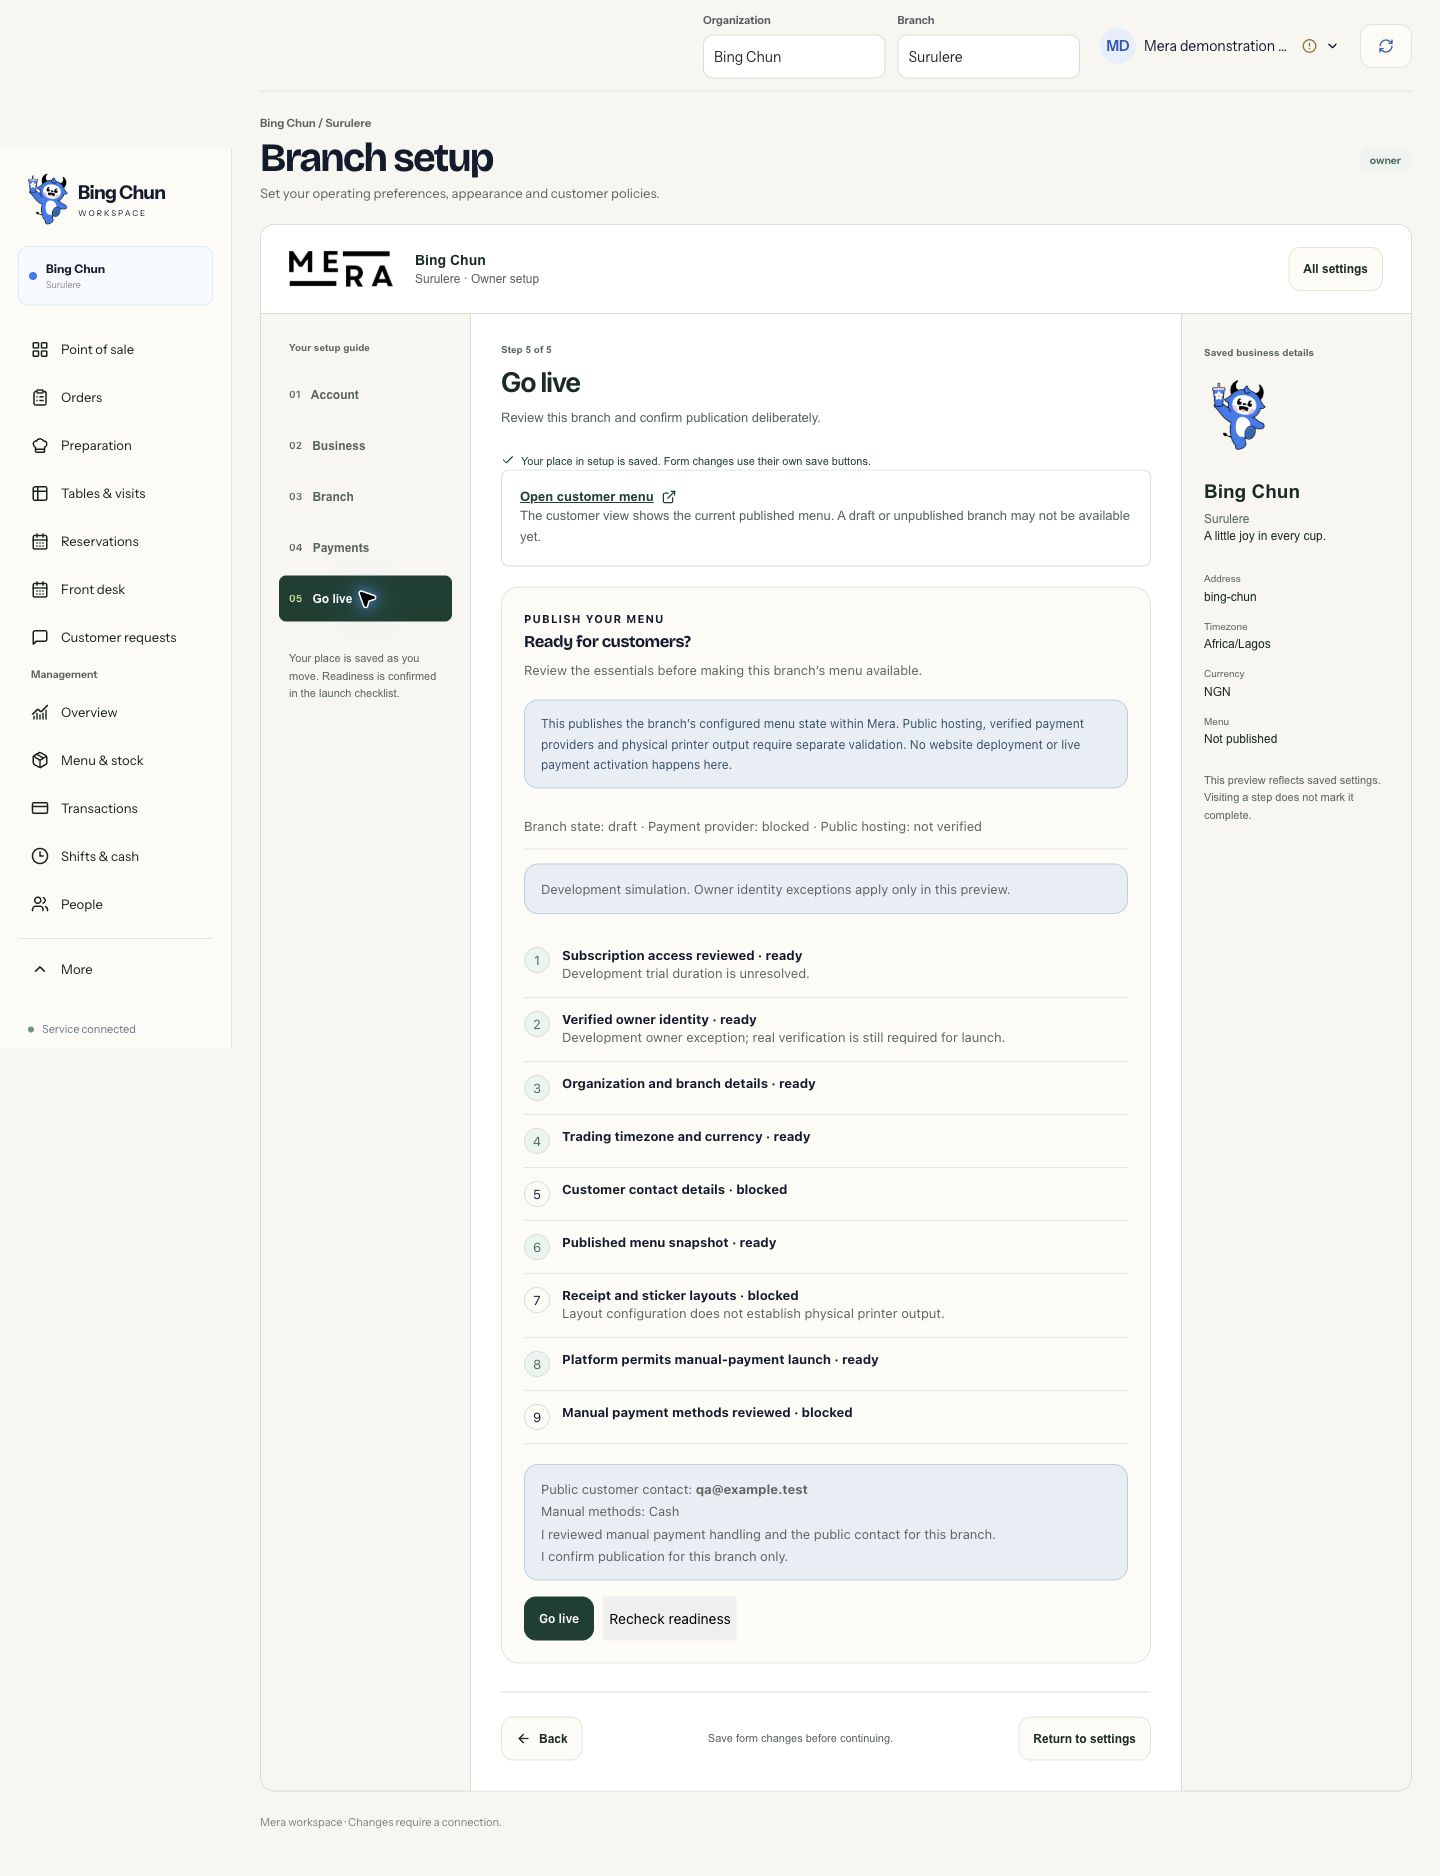 Organization
Branch
Bing Chun
Surulere
MD
Mera demonstration ...
Bing Chun / Surulere
Branch setup
Set your operating preferences, appearance and customer policies.
owner
Bing Chun
WORKSPACE
Bing Chun
Surulere
Point of sale
Orders
Preparation
Tables & visits
Reservations
Front desk
Customer requests
Management
Overview
Menu & stock
Transactions
Shifts & cash
People
More
Service connected
MERA
Bing Chun
Surulere · Owner setup
All settings
Your setup guide
01 Account
02 Business
03 Branch
04 Payments
05 Go live
Your place is saved as you
move. Readiness is confirmed
in the launch checklist.
Step 5 of 5
Go live
Review this branch and confirm publication deliberately.
Your place in setup is saved. Form changes use their own save buttons.
Open customer menu
The customer view shows the current published menu. A draft or unpublished branch may not be available
yet.
PUBLISH YOUR MENU
Ready for customers?
Review the essentials before making this branch's menu available.
This publishes the branch's configured menu state within Mera. Public hosting, verified payment
providers and physical printer output require separate validation. No website deployment or live
payment activation happens here.
Branch state: draft · Payment provider: blocked · Public hosting: not verified
Development simulation. Owner identity exceptions apply only in this preview.
1 Subscription access reviewed · ready
Development trial duration is unresolved.
2 Verified owner identity · ready
Development owner exception; real verification is still required for launch.
3 Organization and branch details · ready
4 Trading timezone and currency · ready
5 Customer contact details · blocked
6 Published menu snapshot · ready
7 Receipt and sticker layouts · blocked
Layout configuration does not establish physical printer output.
8 Platform permits manual-payment launch · ready
9 Manual payment methods reviewed · blocked
Public customer contact: qa@example.test
Manual methods: Cash
I reviewed manual payment handling and the public contact for this branch.
I confirm publication for this branch only.
Go live
Recheck readiness
Back
Save form changes before continuing.
Return to settings
Saved business details
Bing Chun
Surulere
A little joy in every cup.
Address
bing-chun
Timezone
Africa/Lagos
Currency
NGN
Menu
Not published
This preview reflects saved settings.
Visiting a step does not mark it
complete.
Mera workspace · Changes require a connection.